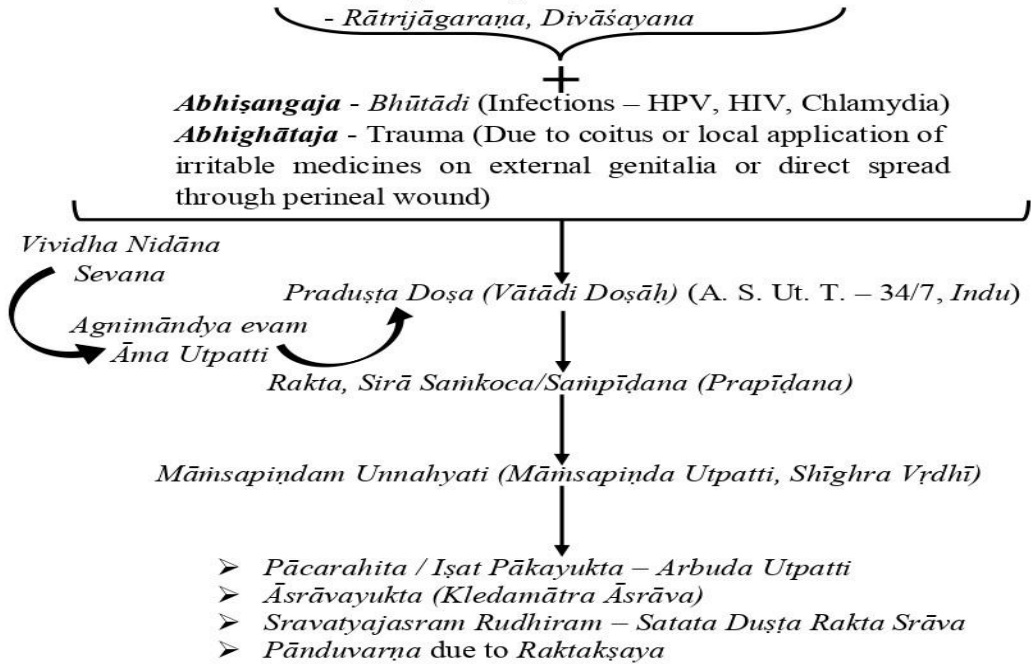 - Rātrijāgaraṇa, Divāśayana
+
Abhiṣangaja - Bhūtādi (Infections – HPV, HIV, Chlamydia)
Abhighātaja - Trauma (Due to coitus or local application of
irritable medicines on external genitalia or direct spread
through perineal wound)
Vividha Nidāna
Sevana
Agnimāndya evam
Āma Utpatti
Praduṣṭa Doṣa (Vātādi Doṣāḥ) (A. S. Ut. T. – 34/7, Indu)
Rakta, Sirā Saṁkoca/Saṁpīḍana (Prapīḍana)
Māṁsapiṇḍam Unnahyati (Māṁsapiṇḍa Utpatti, Shīghra Vṛdhī)
➢ Pācarahita / Iṣat Pākayukta – Arbuda Utpatti
➢ Āsrāvayukta (Kledamātra Āsrāva)
➢ Sravatyajasram Rudhiram – Satata Duṣṭa Rakta Srāva
➢ Pānduvarṇa due to Raktakṣaya